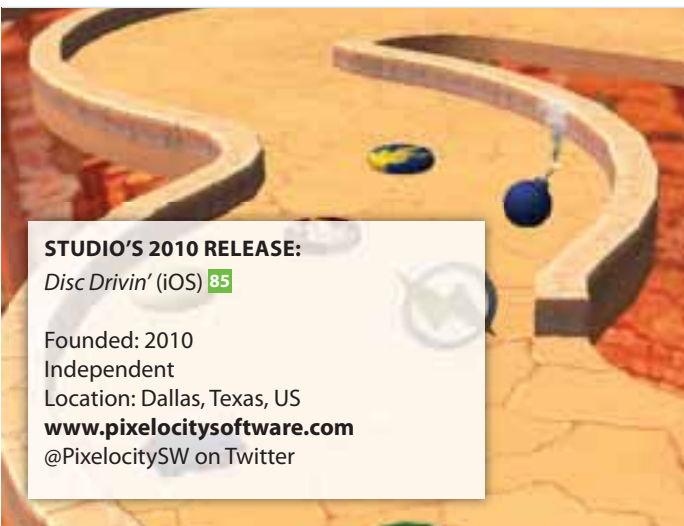 STUDIO’S 2010 RELEASE:
Disc Drivin’ (iOS) 85
Founded: 2010
Independent
Location: Dallas, Texas, US
www.pixelocitysoftware.com
@PixelocitySW on Twitter